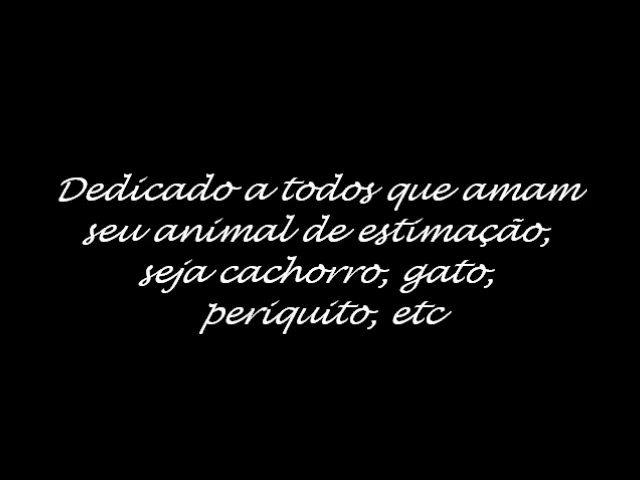 Dedicado a todos que amam
seu animal de estimação,
seja cachorro, gato,
periquito, etc